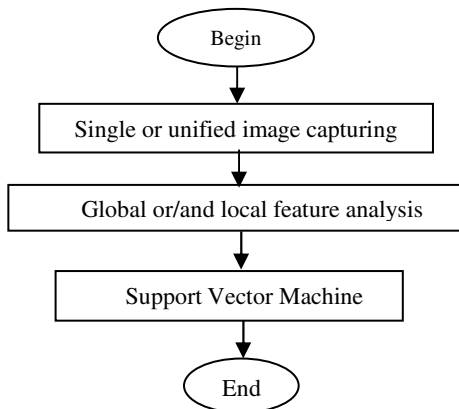 Begin
Single or unified image capturing
Global or/and local feature analysis
Support Vector Machine
End